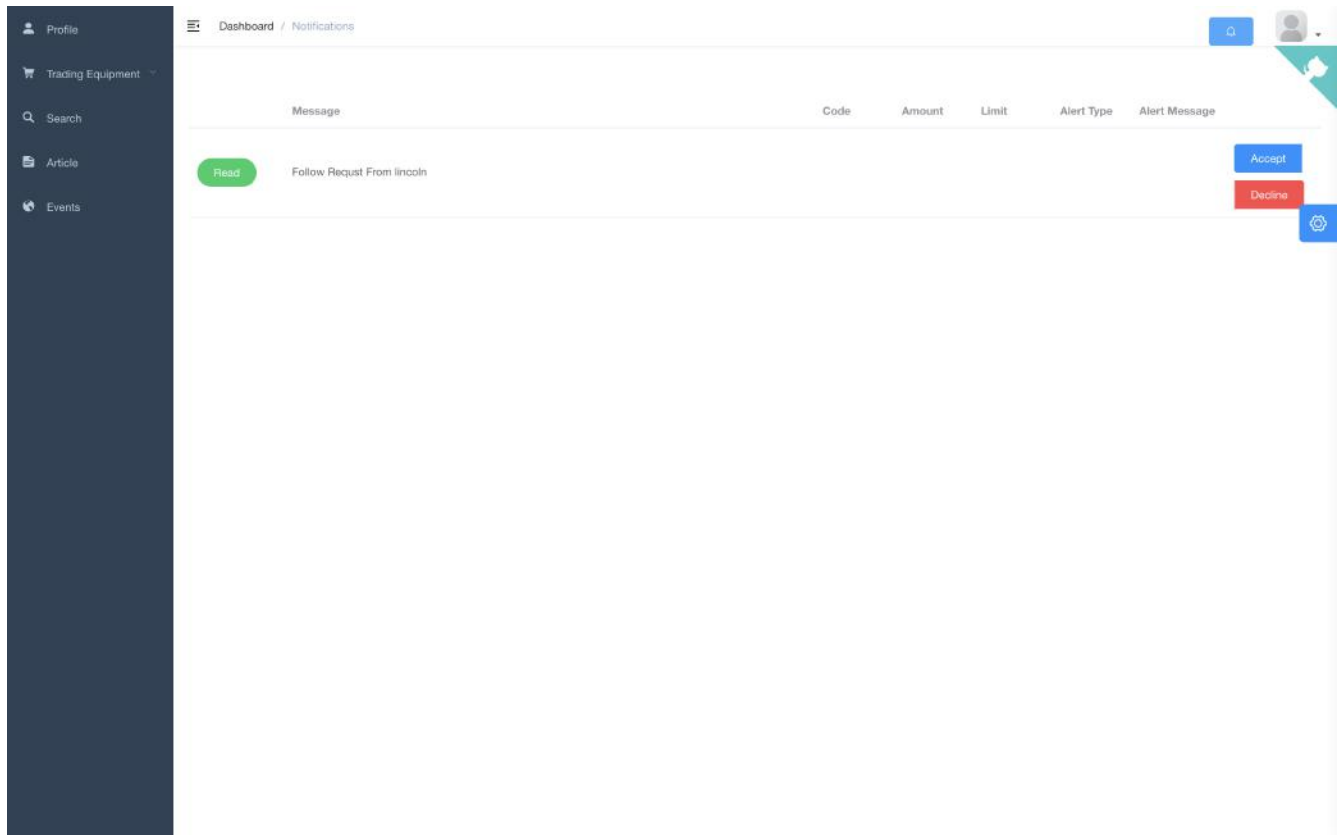 Profile
Trading Equipment
Search
Article
Events
Dashboard / Notifications
Message Code Amount Limit Alert Type Alert Message
Read Follow Requst From lincoln Accept
Decline